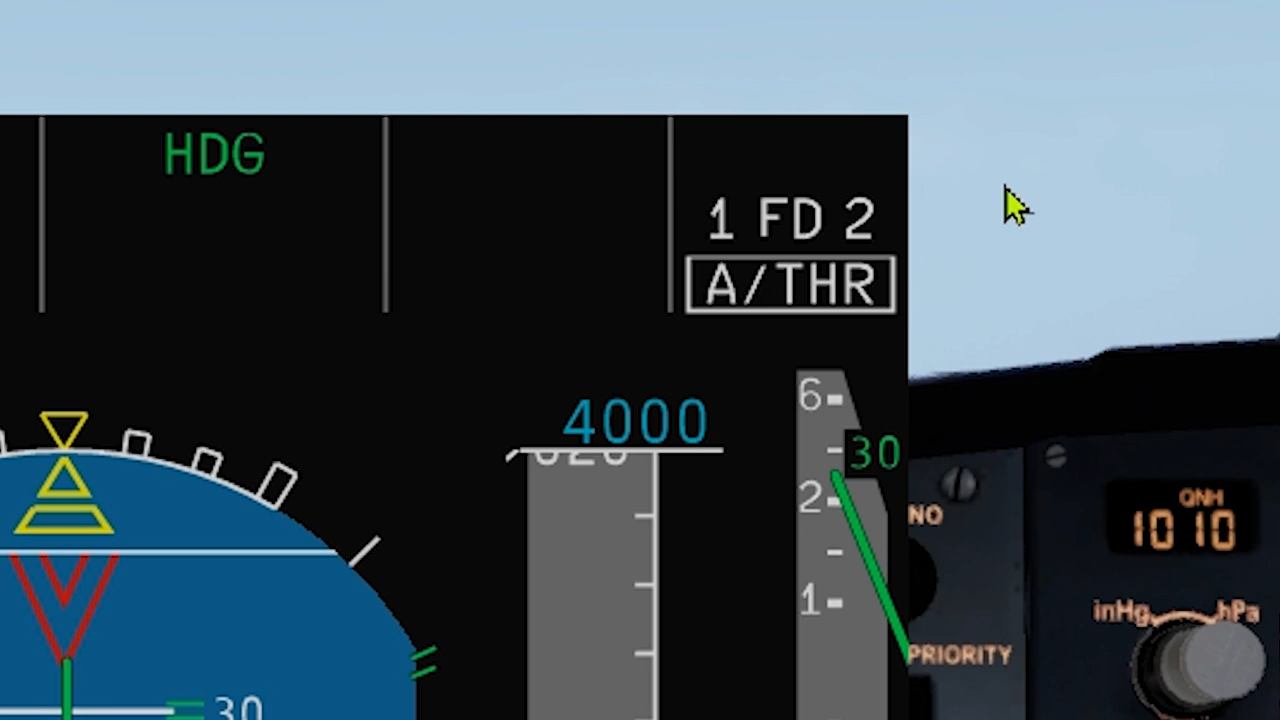 HDG
1 FD 2
A/THR
4000
6
30
2
NO
QNH
1010
1
inHg hPa
PRIORITY
30